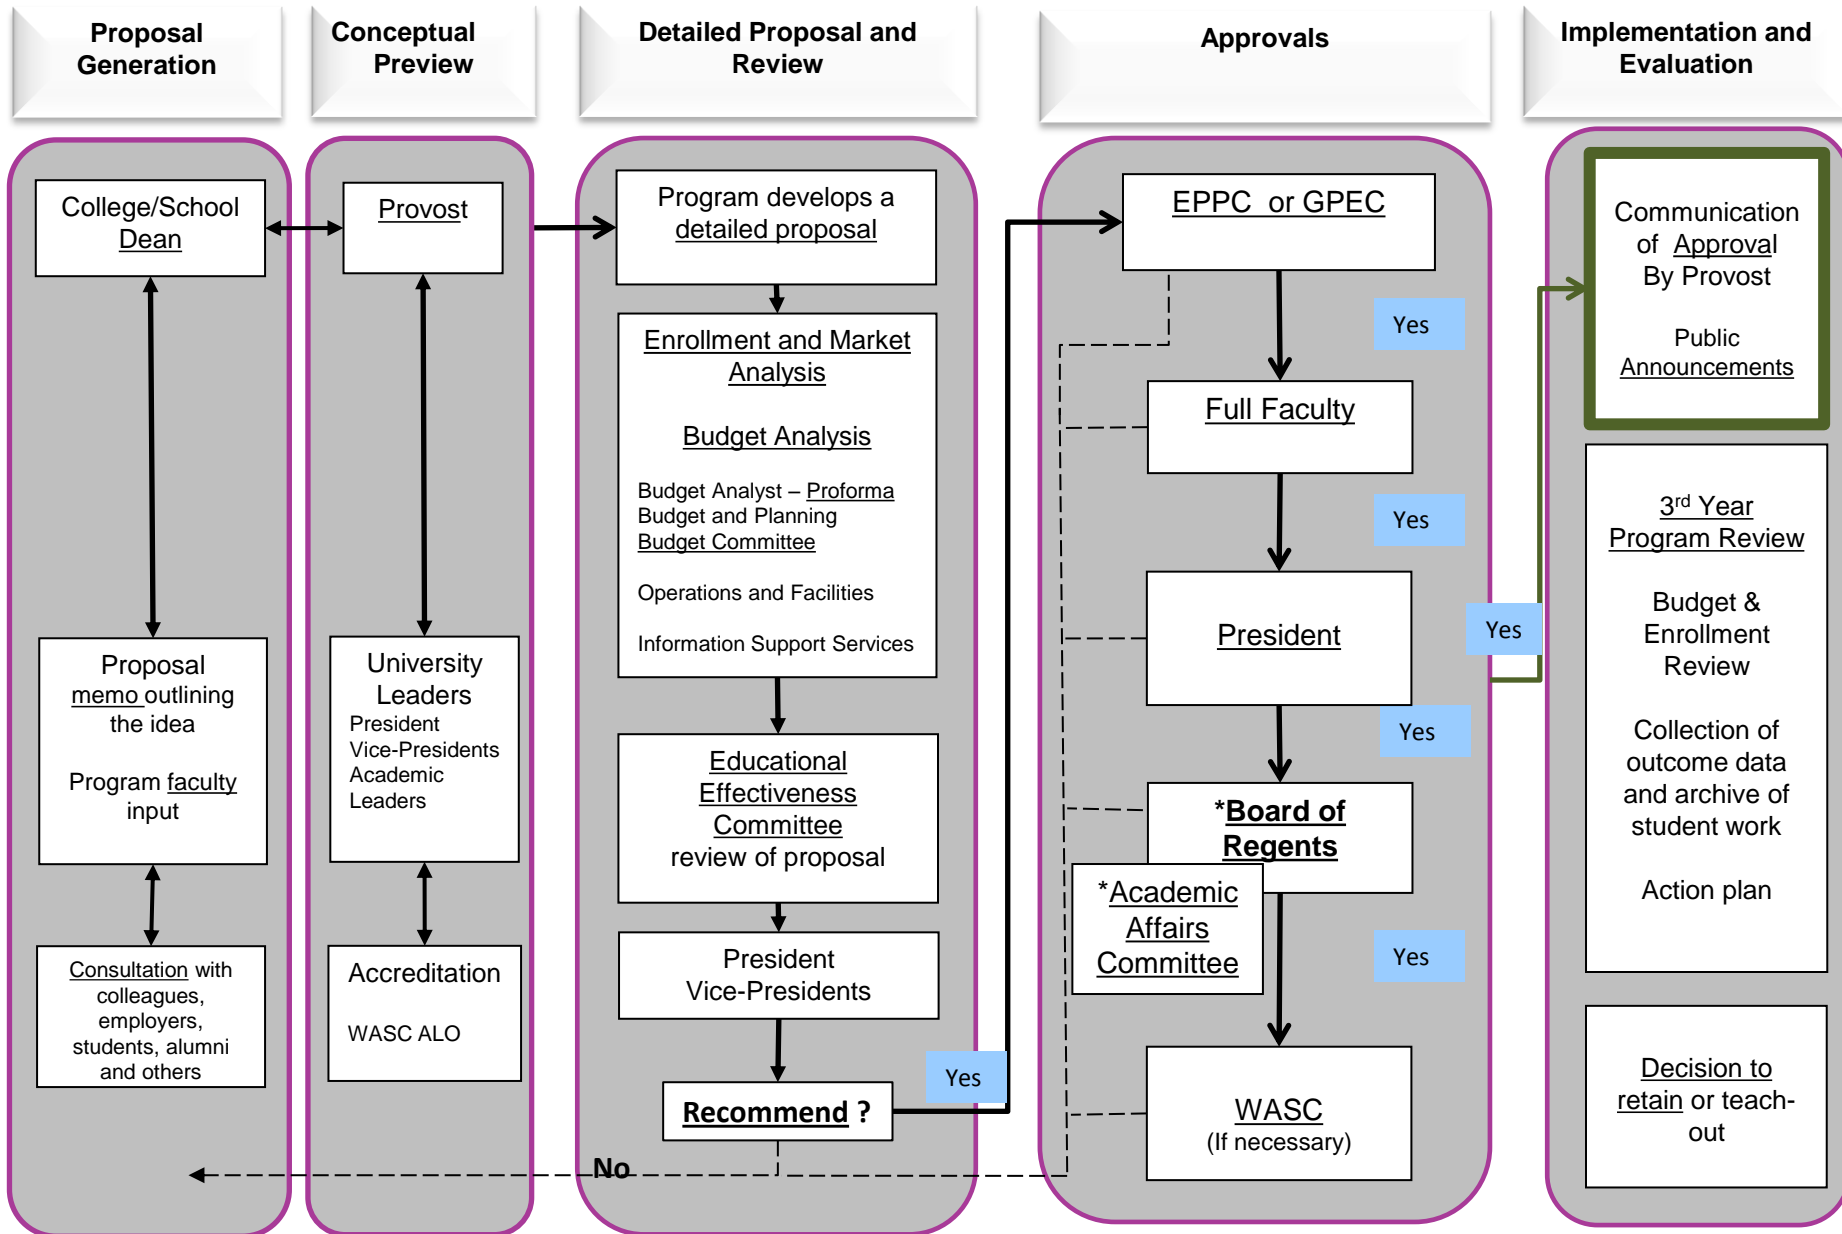 Proposal
Generation
Conceptual
Preview
Detailed Proposal and
Review
Approvals
Implementation and
Evaluation
College/School
Dean
Proposal
memo outlining
the idea
Program faculty
input
Consultation with
colleagues,
employers,
students, alumni
and others
Provost
University
Leaders
President
Vice-Presidents
Academic
Leaders
Accreditation
WASC ALO
Program develops a
detailed proposal
Enrollment and Market
Analysis
Budget Analysis
Budget Analyst – Proforma
Budget and Planning
Budget Committee
Operations and Facilities
Information Support Services
Educational
Effectiveness
Committee
review of proposal
President
Vice-Presidents
Recommend ?
Yes
No
EPPC or GPEC
Yes
Full Faculty
Yes
President
Yes
Yes
*Board of
Regents
*Academic
Affairs
Committee
Yes
WASC
(If necessary)
Communication
of Approval
By Provost
Public
Announcements
3rd Year
Program Review
Budget &
Enrollment
Review
Collection of
outcome data
and archive of
student work
Action plan
Decision to
retain or teach-
out